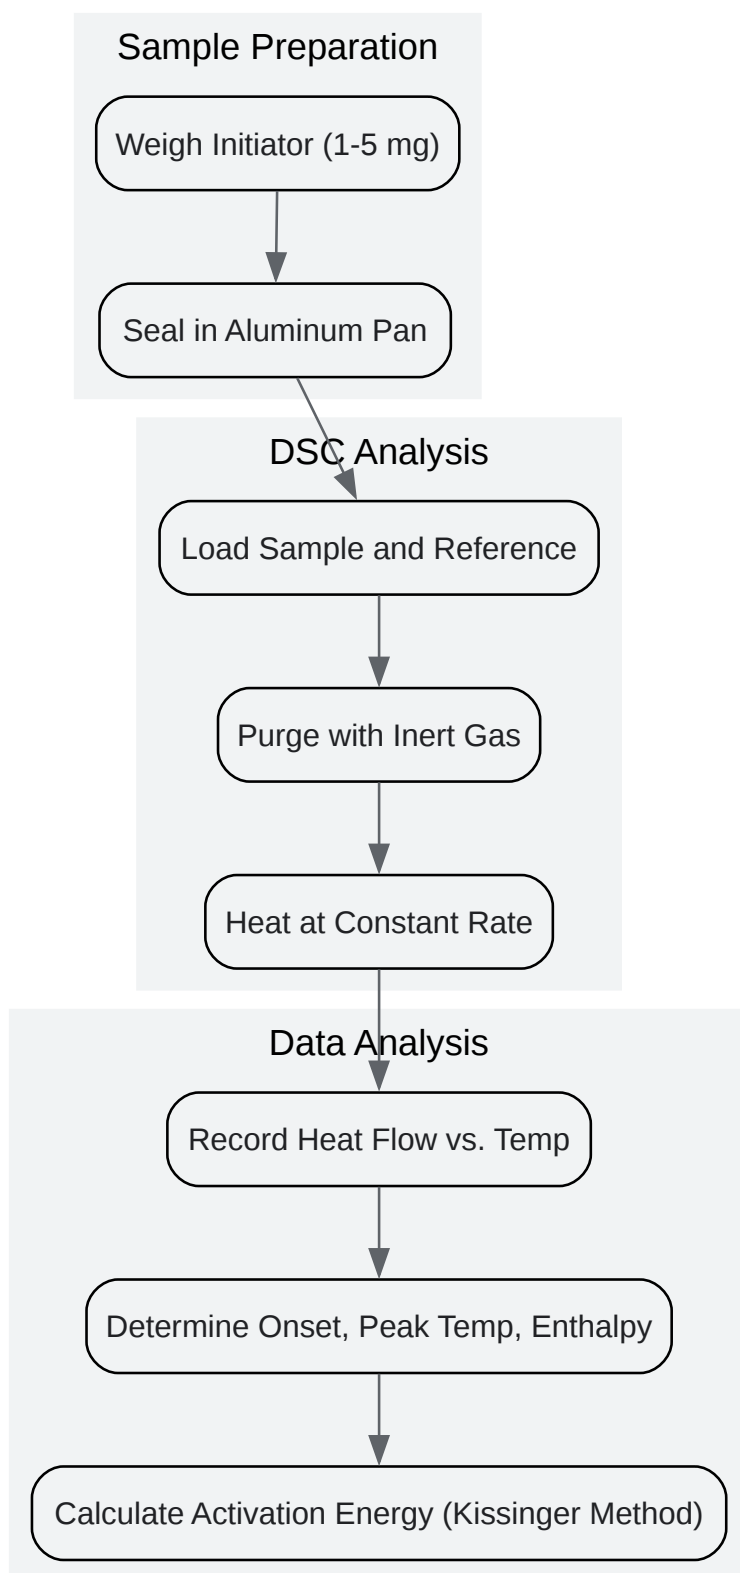 Sample Preparation
Weigh Initiator (1-5 mg)
Seal in Aluminum Pan
DSC Analysis
Load Sample and Reference
Purge with Inert Gas
Heat at Constant Rate
Data Analysis
Record Heat Flow vs. Temp
Determine Onset, Peak Temp, Enthalpy
Calculate Activation Energy (Kissinger Method)